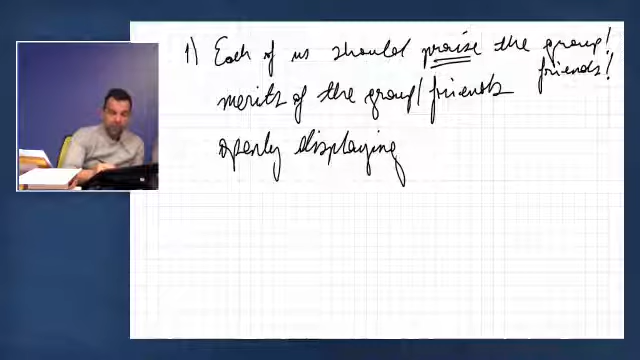 1) Each of us should praise the group/
friends!
merits of the group/friends
openly displaying